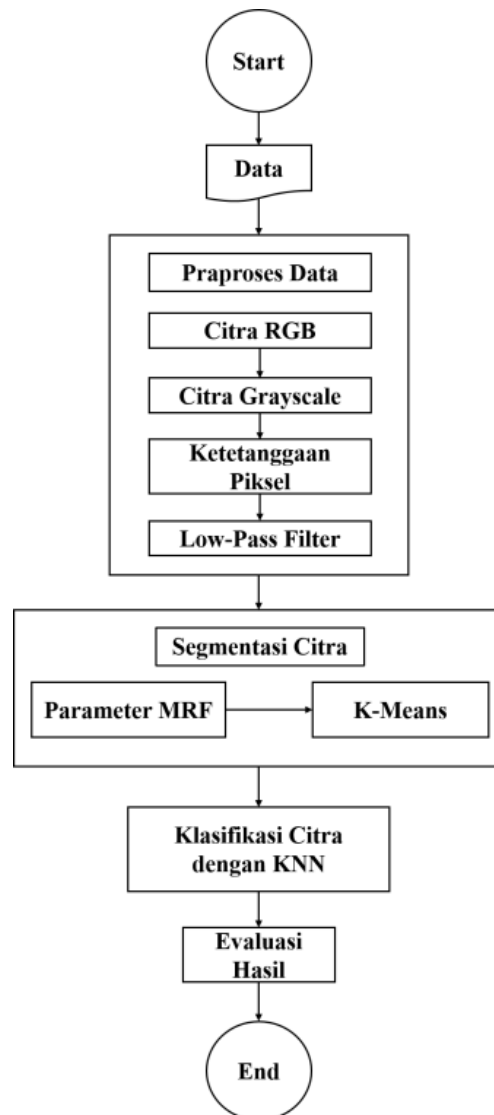 Start
Data
Praproses Data
Citra RGB
Citra Grayscale
Ketetanggaan
Piksel
Low-Pass Filter
Segmentasi Citra
Parameter MRF
K-Means
Klasifikasi Citra
dengan KNN
Evaluasi
Hasil
End